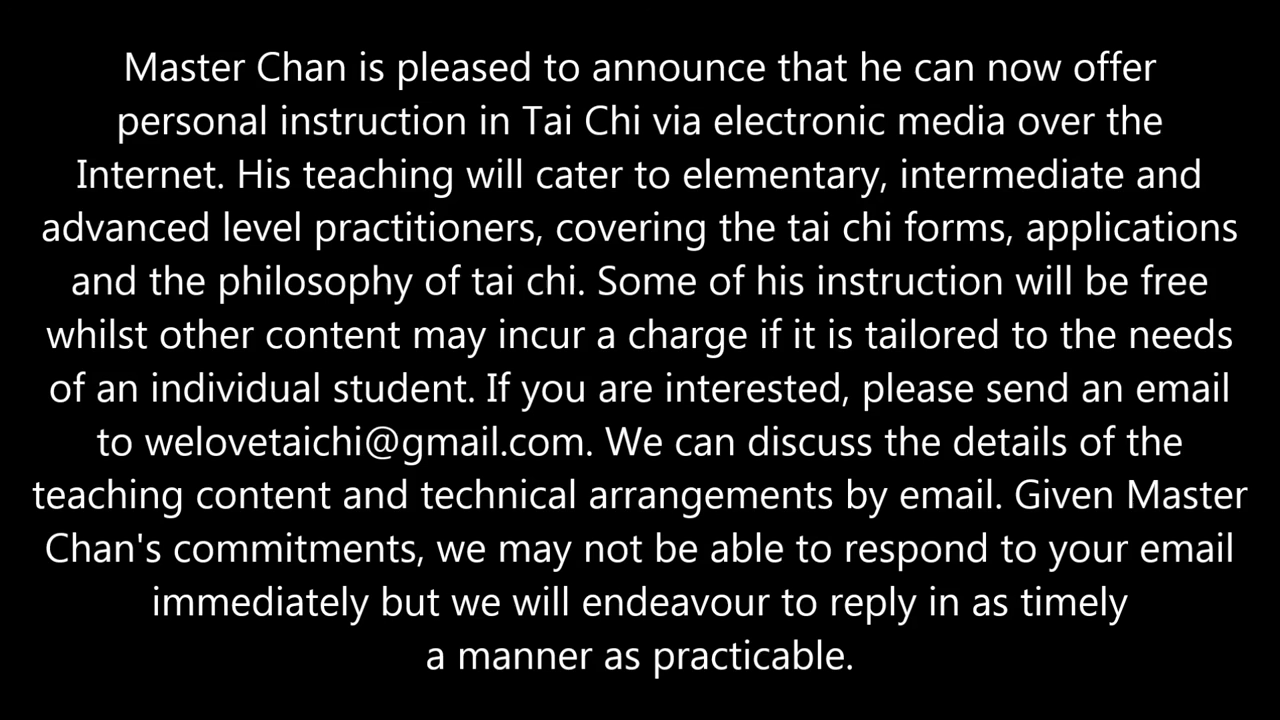 Master Chan is pleased to announce that he can now offer
personal instruction in Tai Chi via electronic media over the
Internet. His teaching will cater to elementary, intermediate and
advanced level practitioners, covering the tai chi forms, applications
and the philosophy of tai chi. Some of his instruction will be free
whilst other content may incur a charge if it is tailored to the needs
of an individual student. If you are interested, please send an email
to welovetaichi@gmail.com. We can discuss the details of the
teaching content and technical arrangements by email. Given Master
Chan's commitments, we may not be able to respond to your email
immediately but we will endeavour to reply in as timely
a manner as practicable.